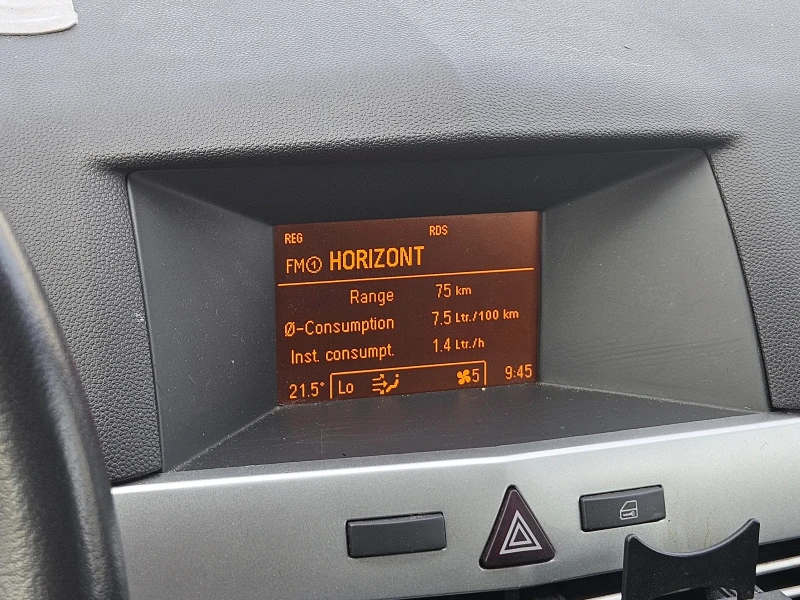 REG RDS
FM① HORIZONT
Range 75 km
Ø-Consumption 7.5 Ltr./100 km
Inst. consumpt. 1.4 Ltr./h
21.5° Lo 5 9:45